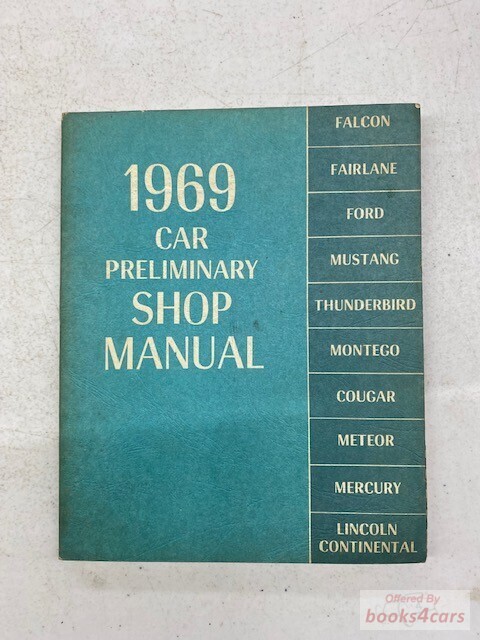 1969
CAR
PRELIMINARY
SHOP
MANUAL
FALCON
FAIRLANE
FORD
MUSTANG
THUNDERBIRD
MONTEGO
COUGAR
METEOR
MERCURY
LINCOLN
CONTINENTAL
Offered By
books4cars